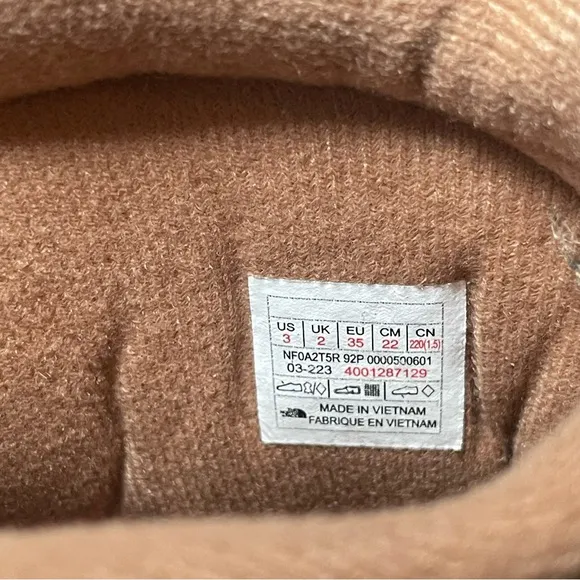 US UK EU CM CN
3 2 35 22 220(1.5)
NF0A2T5R 92P 0000500601
03-223 4001287129
MADE IN VIETNAM
FABRIQUE EN VIETNAM